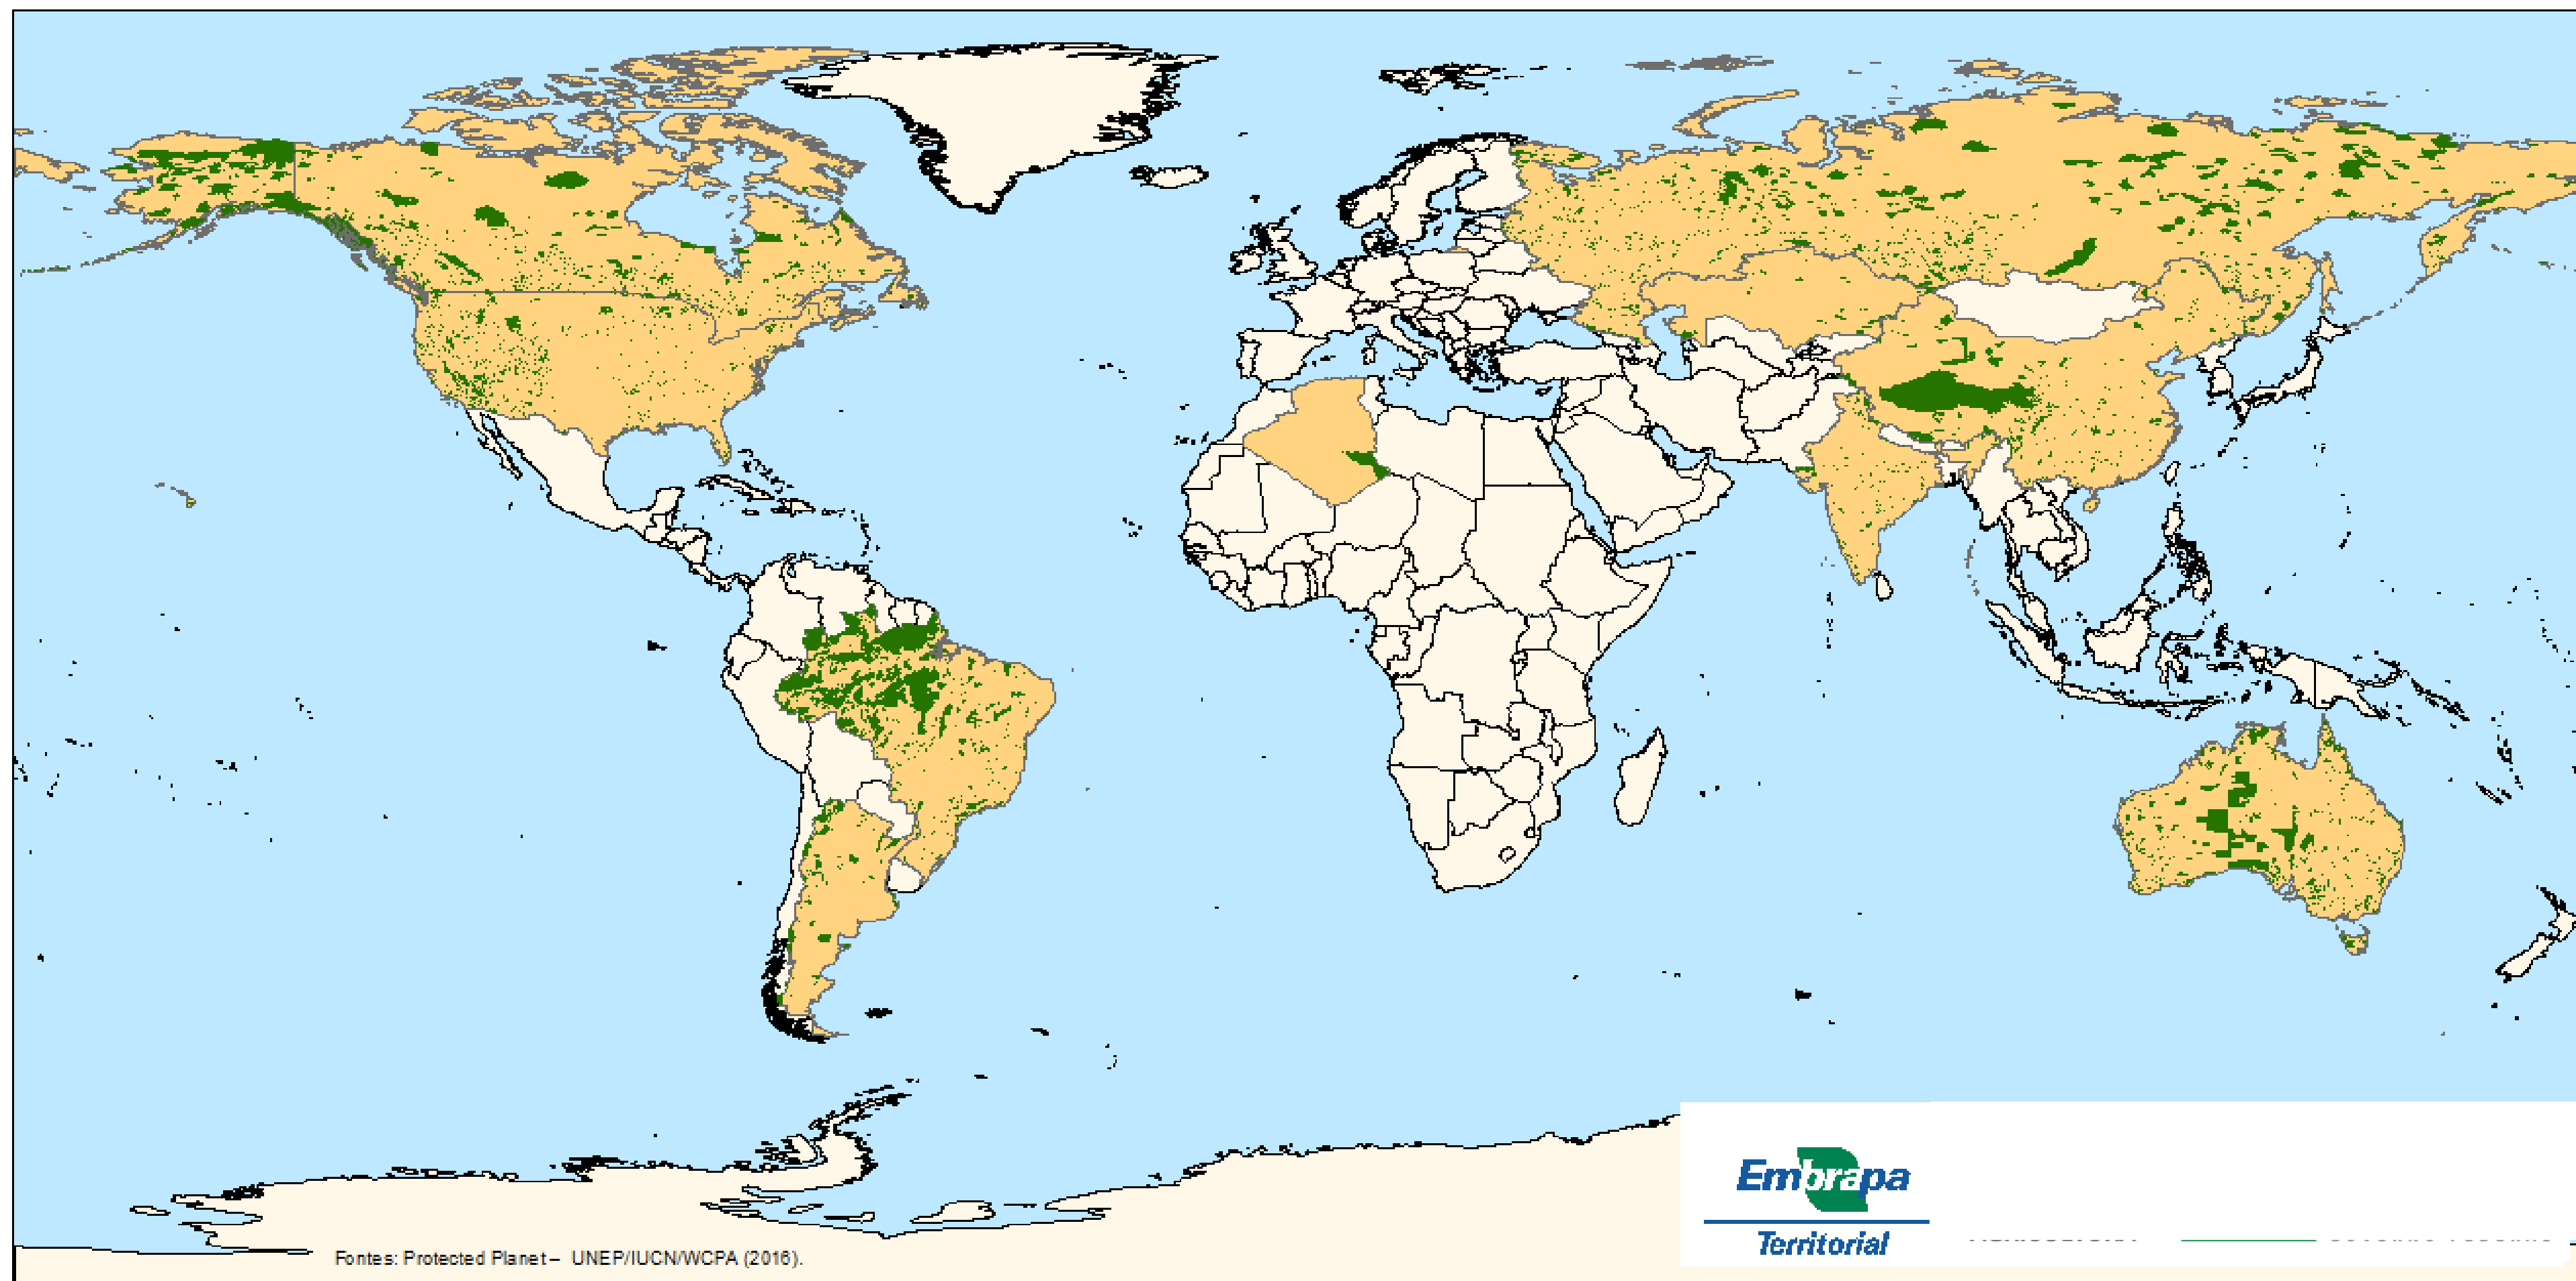 Embrapa
Territorial
Fontes: Protected Planet – UNEP/IUCN/WCPA (2016).